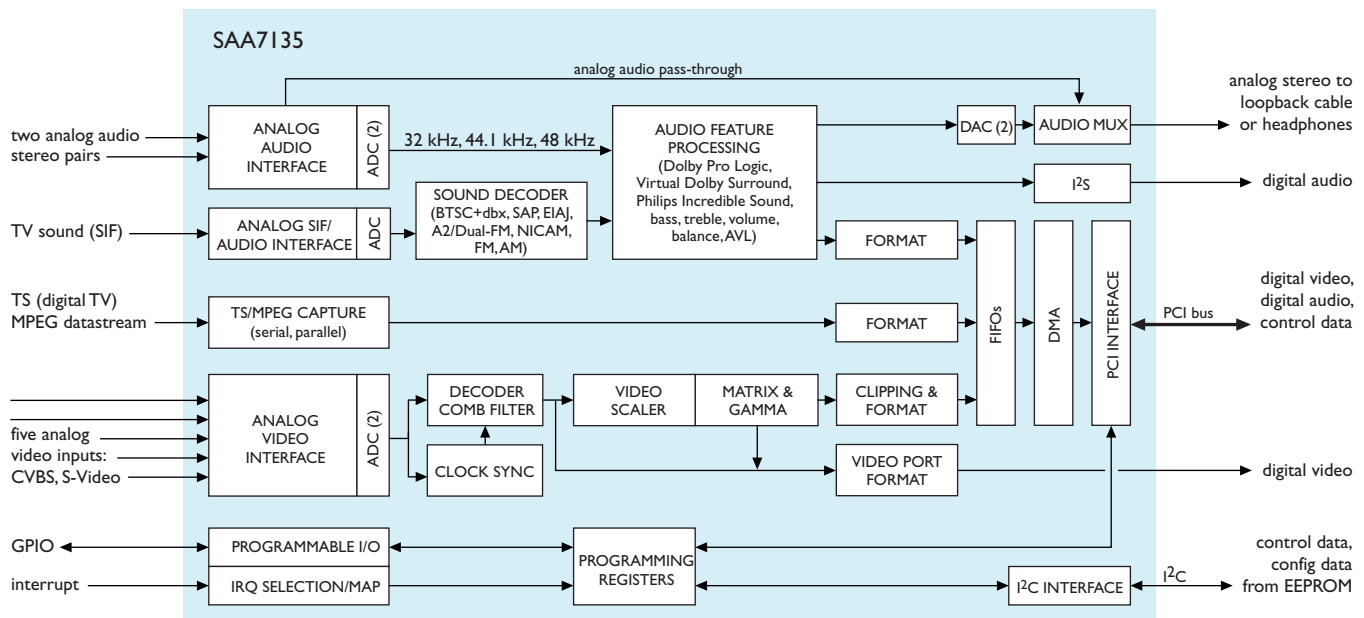 SAA7135
analog audio pass-through
two analog audio
stereo pairs
ANALOG
AUDIO
INTERFACE
ADC (2)
32 kHz, 44.1 kHz, 48 kHz
AUDIO FEATURE
PROCESSING
(Dolby Pro Logic,
Virtual Dolby Surround,
Philips Incredible Sound,
bass, treble, volume,
balance, AVL)
DAC (2)
AUDIO MUX
analog stereo to
loopback cable
or headphones
I²S
digital audio
TV sound (SIF)
ANALOG SIF/
AUDIO INTERFACE
ADC
SOUND DECODER
(BTSC+dbx, SAP, EIAJ,
A2/Dual-FM, NICAM,
FM, AM)
FORMAT
TS (digital TV)
MPEG datastream
TS/MPEG CAPTURE
(serial, parallel)
FORMAT
FIFOs
DMA
PCI INTERFACE
PCI bus
digital video,
digital audio,
control data
five analog
video inputs:
CVBS, S-Video
ANALOG
VIDEO
INTERFACE
ADC (2)
DECODER
COMB FILTER
CLOCK SYNC
VIDEO
SCALER
MATRIX &
GAMMA
CLIPPING &
FORMAT
VIDEO PORT
FORMAT
digital video
GPIO
PROGRAMMABLE I/O
interrupt
IRQ SELECTION/MAP
PROGRAMMING
REGISTERS
I²C INTERFACE
I²C
control data,
config data
from EEPROM